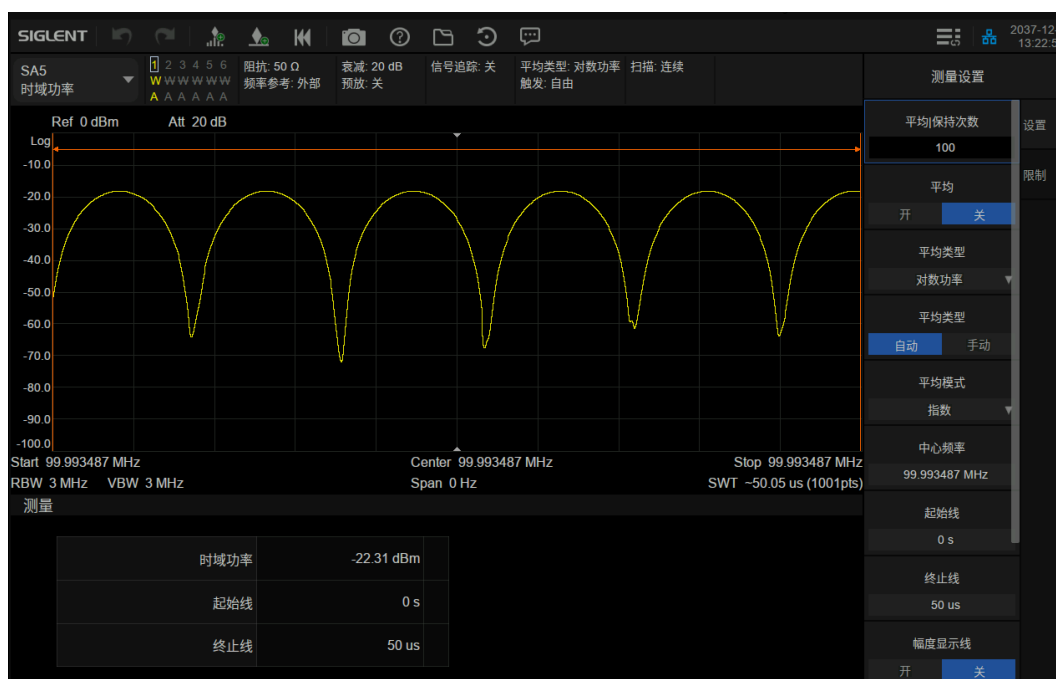 SIGLENT
2037-12-
13:22:5
SA5
时域功率
1 2 3 4 5 6
W W W W W W
A A A A A A
阻抗: 50 Ω
频率参考: 外部
衰减: 20 dB
预放: 关
信号追踪: 关
平均类型: 对数功率
触发: 自由
扫描: 连续
Ref 0 dBm
Att 20 dB
Log
-10.0
-20.0
-30.0
-40.0
-50.0
-60.0
-70.0
-80.0
-90.0
-100.0
Start 99.993487 MHz
Center 99.993487 MHz
Stop 99.993487 MHz
RBW 3 MHz
VBW 3 MHz
Span 0 Hz
SWT ~50.05 us (1001pts)
测量
时域功率 -22.31 dBm
起始线 0 s
终止线 50 us
测量设置
设置
限制
平均|保持次数
100
平均
开 关
平均类型
对数功率
平均类型
自动 手动
平均模式
指数
中心频率
99.993487 MHz
起始线
0 s
终止线
50 us
幅度显示线
开 关